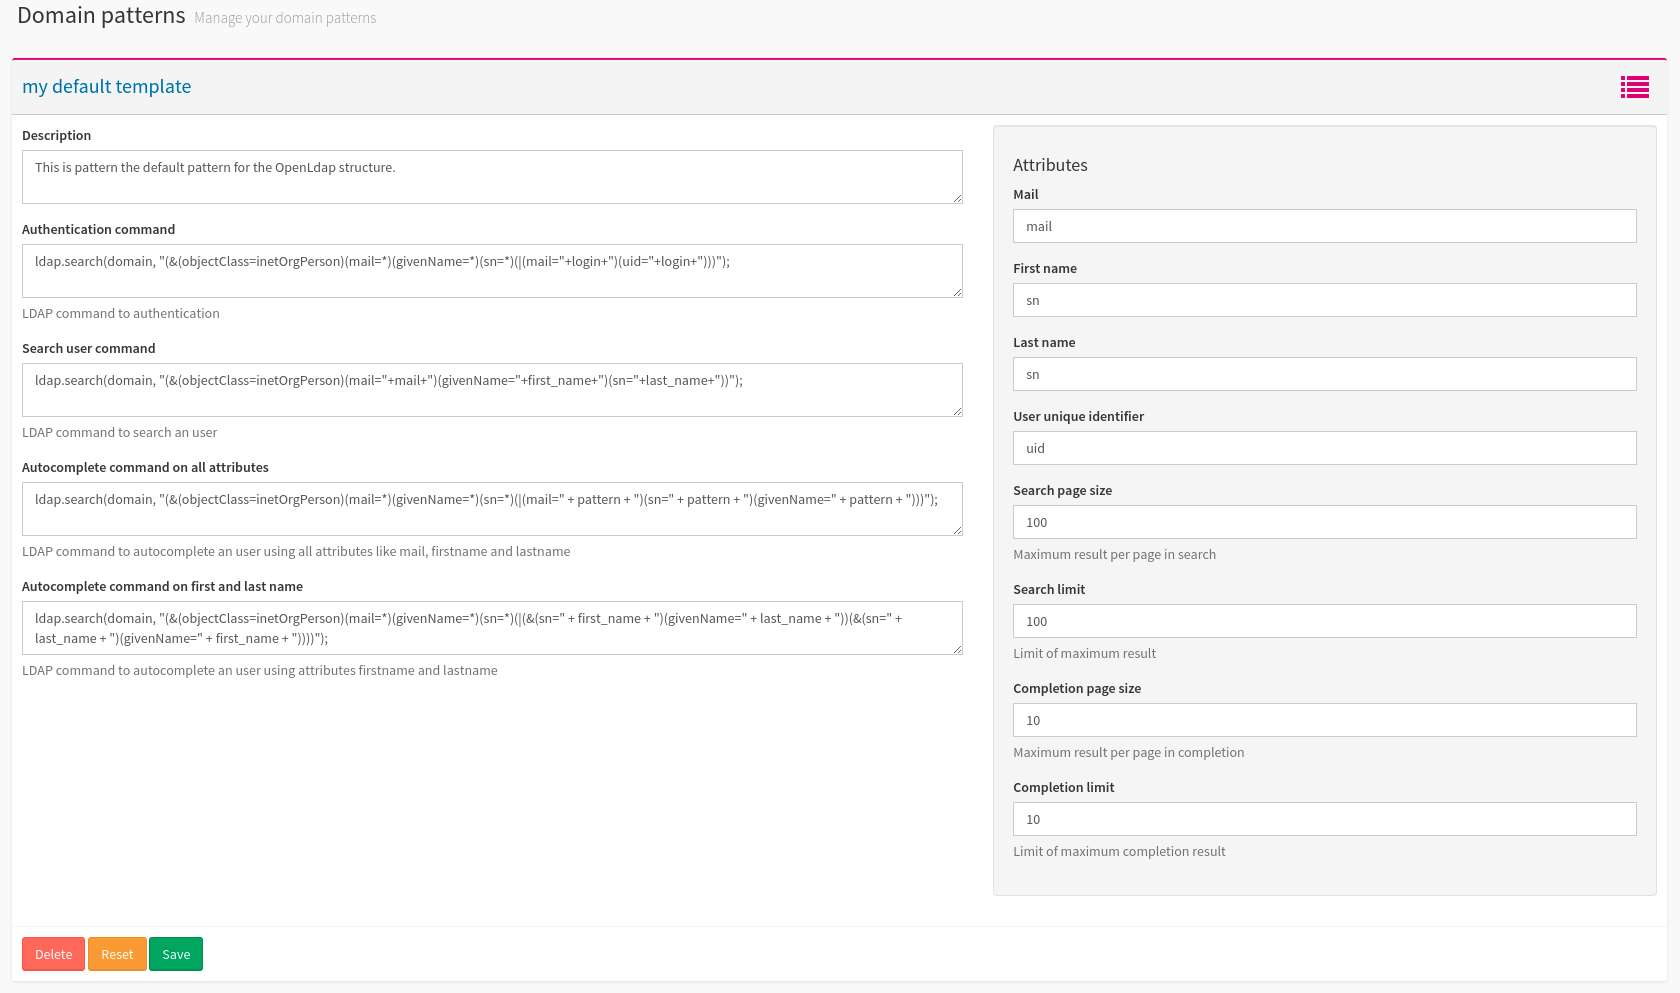 Domain patterns Manage your domain patterns
my default template
Description
This is pattern the default pattern for the OpenLdap structure.
Authentication command
ldap.search(domain, "(&(objectClass=inetOrgPerson)(mail=*)(givenName=*)(sn=*)(|(mail="+login+")(uid="+login+")))");
LDAP command to authentication
Search user command
ldap.search(domain, "(&(objectClass=inetOrgPerson)(mail="+mail+")(givenName="+first_name+")(sn="+last_name+"))");
LDAP command to search an user
Autocomplete command on all attributes
ldap.search(domain, "(&(objectClass=inetOrgPerson)(mail=*)(givenName=*)(sn=*)(|(mail=" + pattern + ")(sn=" + pattern + ")(givenName=" + pattern + ")))");
LDAP command to autocomplete an user using all attributes like mail, firstname and lastname
Autocomplete command on first and last name
ldap.search(domain, "(&(objectClass=inetOrgPerson)(mail=*)(givenName=*)(sn=*)(|(&(sn=" + first_name + ")(givenName=" + last_name + "))(&(sn=" +
last_name + ")(givenName=" + first_name + "))))");
LDAP command to autocomplete an user using attributes firstname and lastname
Attributes
Mail
mail
First name
sn
Last name
sn
User unique identifier
uid
Search page size
100
Maximum result per page in search
Search limit
100
Limit of maximum result
Completion page size
10
Maximum result per page in completion
Completion limit
10
Limit of maximum completion result
Delete Reset Save